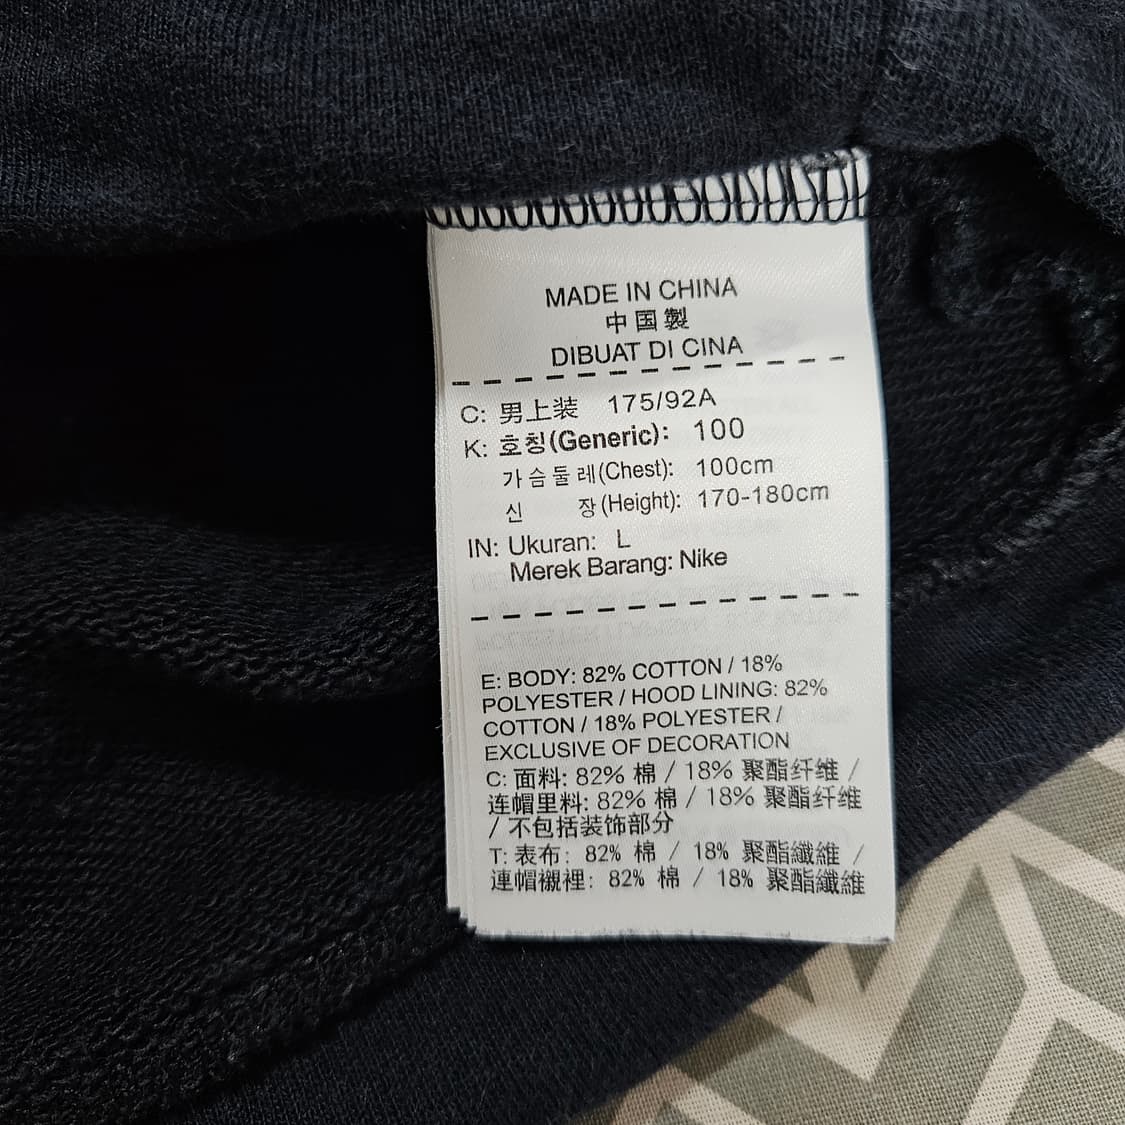 MADE IN CHINA
中国製
DIBUAT DI CINA
C: 男上装 175/92A
K: 호칭(Generic): 100
가슴둘레(Chest): 100cm
신 장(Height): 170-180cm
IN: Ukuran: L
Merek Barang: Nike
E: BODY: 82% COTTON / 18%
POLYESTER / HOOD LINING: 82%
COTTON / 18% POLYESTER /
EXCLUSIVE OF DECORATION
C: 面料: 82% 棉 / 18% 聚酯纤维 /
连帽里料: 82% 棉 / 18% 聚酯纤维
/ 不包括装饰部分
T: 表布: 82% 棉 / 18% 聚酯纖維 /
連帽襯裡: 82% 棉 / 18% 聚酯纖維